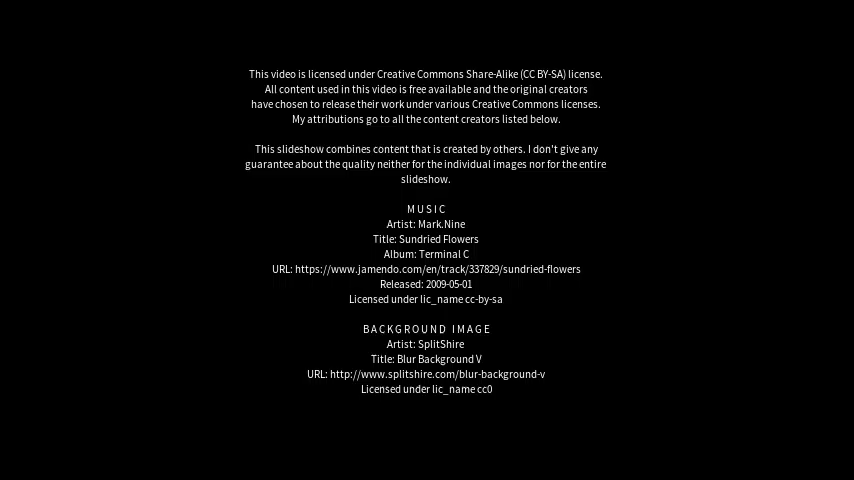 This video is licensed under Creative Commons Share-Alike (CC BY-SA) license.
All content used in this video is free available and the original creators
have chosen to release their work under various Creative Commons licenses.
My attributions go to all the content creators listed below.
This slideshow combines content that is created by others. I don't give any
guarantee about the quality neither for the individual images nor for the entire
slideshow.
MUSIC
Artist: Mark.Nine
Title: Sundried Flowers
Album: Terminal C
URL: https://www.jamendo.com/en/track/337829/sundried-flowers
Released: 2009-05-01
Licensed under lic_name cc-by-sa
BACKGROUND IMAGE
Artist: SplitShire
Title: Blur Background V
URL: http://www.splitshire.com/blur-background-v
Licensed under lic_name cc0